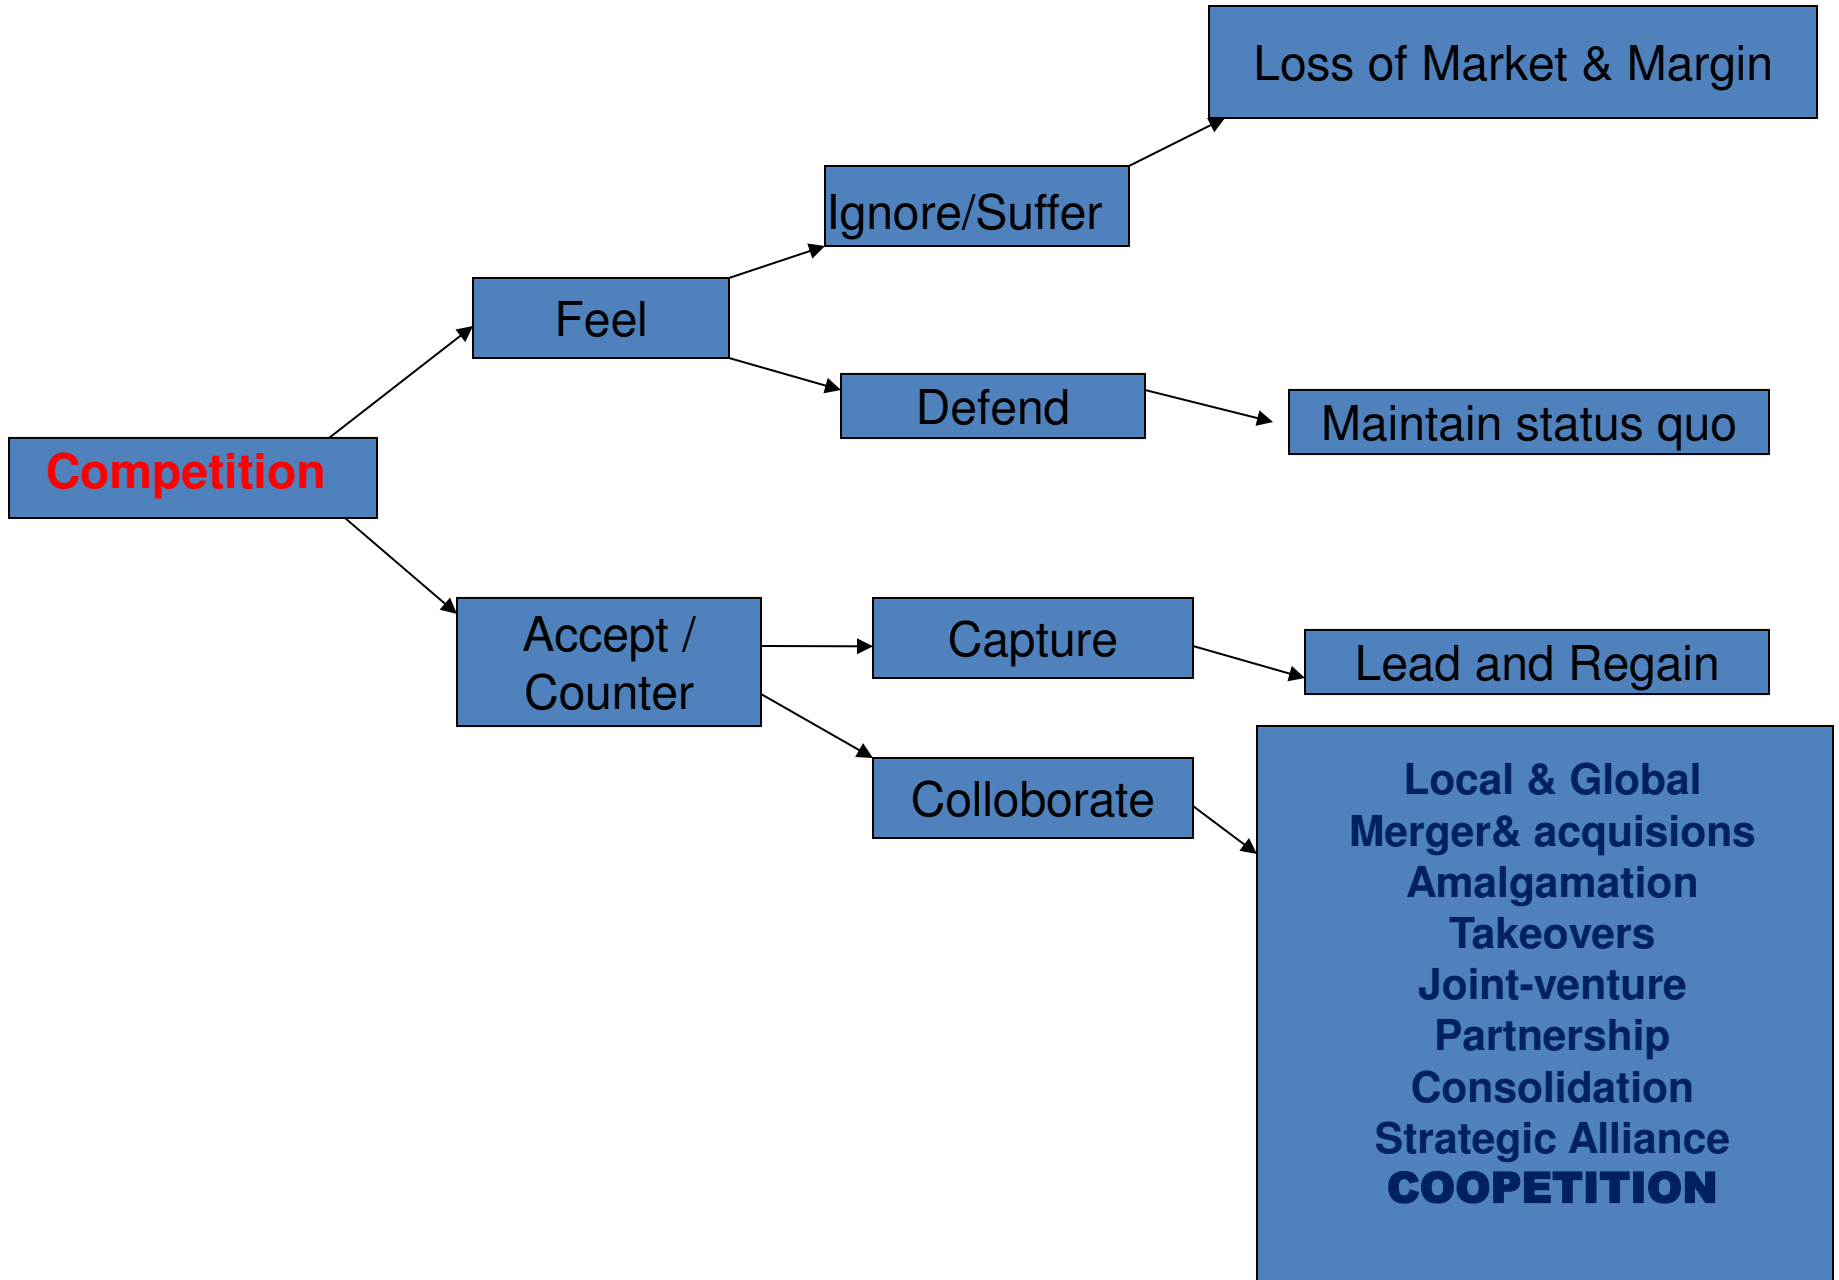 Loss of Market & Margin
Ignore/Suffer
Feel
Defend
Maintain status quo
Competition
Accept /
Counter
Capture
Lead and Regain
Colloborate
Local & Global
Merger& acquisions
Amalgamation
Takeovers
Joint-venture
Partnership
Consolidation
Strategic Alliance
COOPETITION